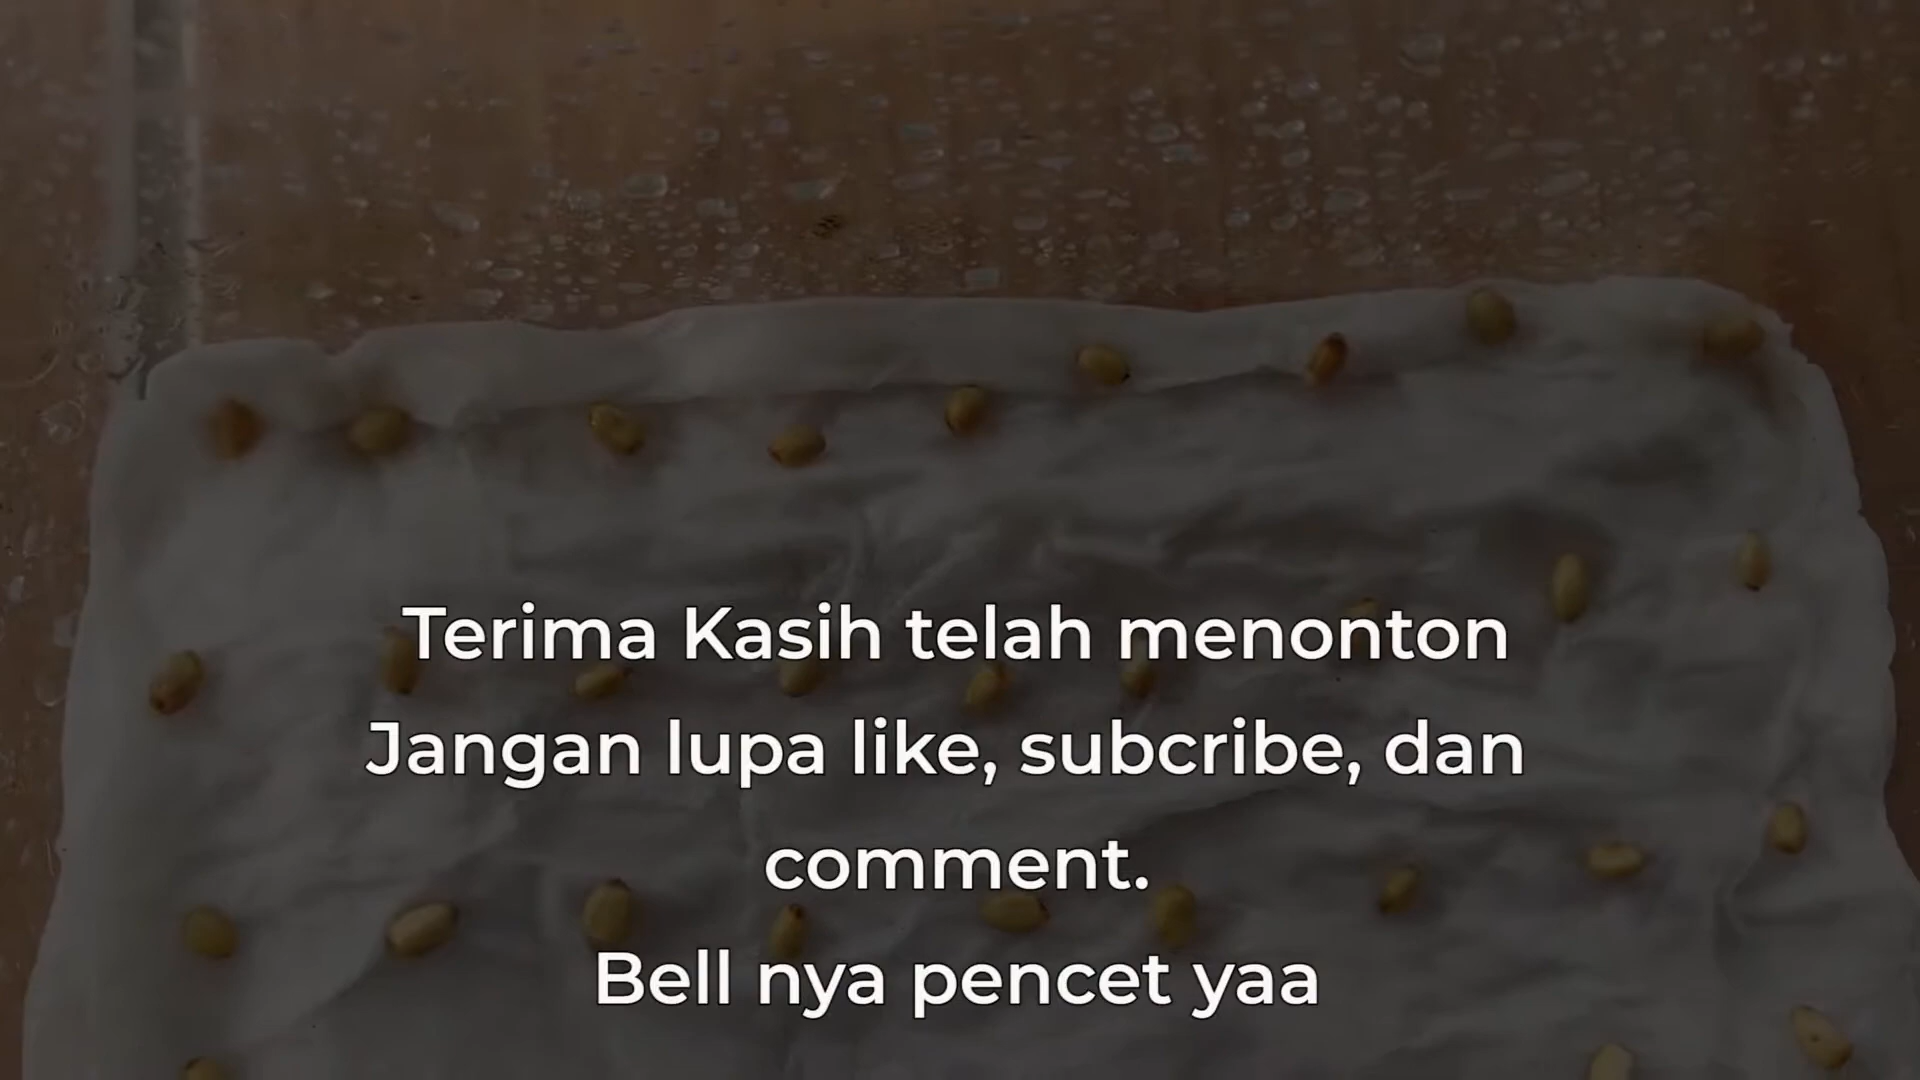 Terima Kasih telah menonton
Jangan lupa like, subcribe, dan
comment.
Bell nya pencet yaa